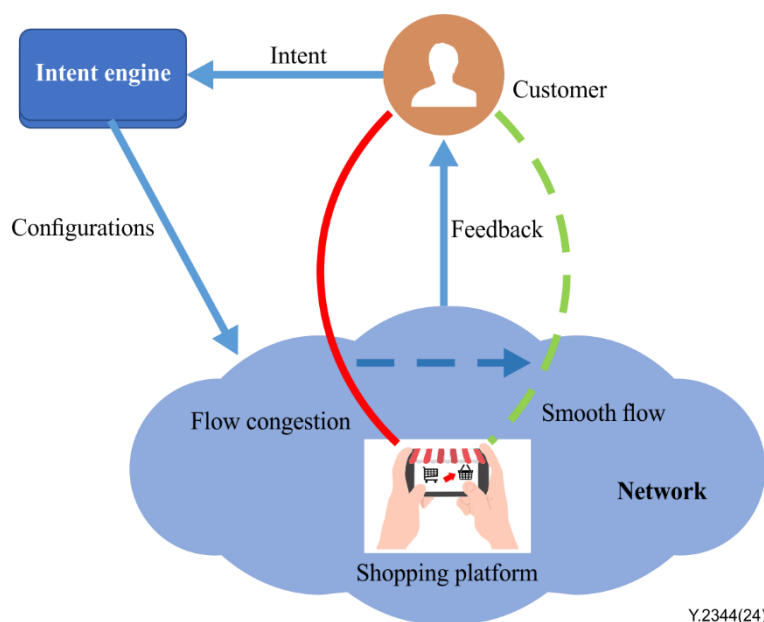 Intent
Intent engine
Customer
Configurations
Feedback
Flow congestion
Smooth flow
Network
Shopping platform
Y.2344(24)